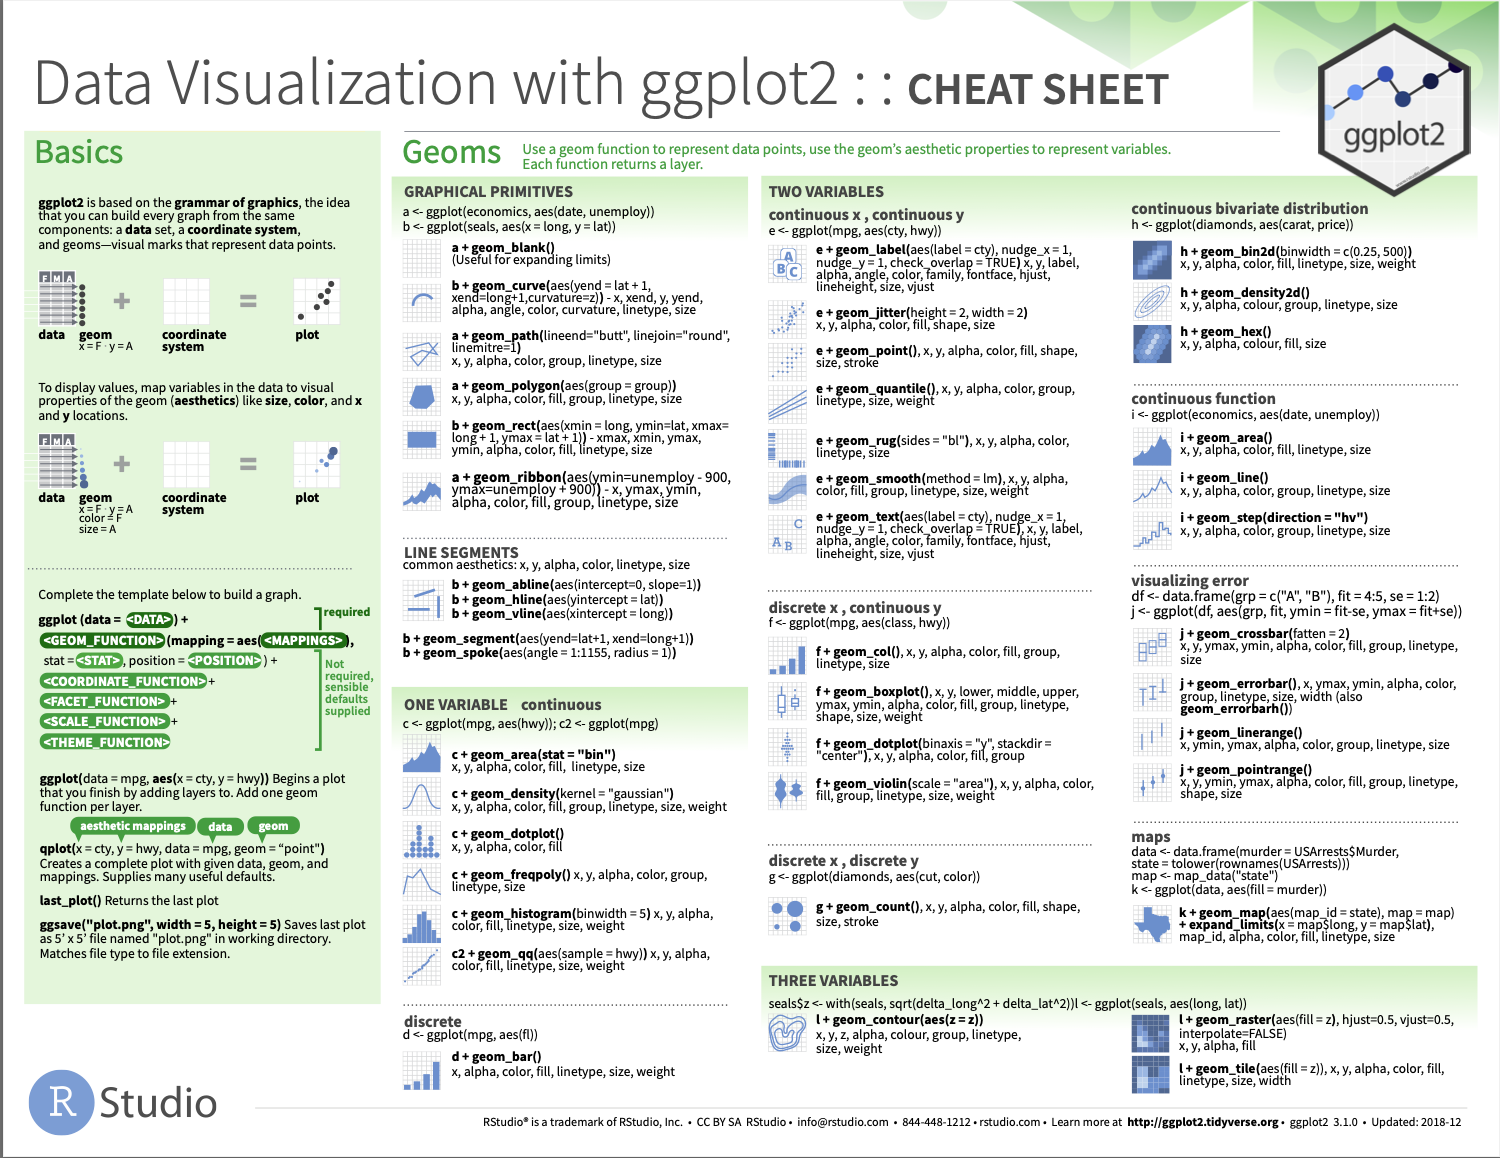 Data Visualization with ggplot2 : : CHEAT SHEET
ggplot2
Basics
ggplot2 is based on the grammar of graphics, the idea
that you can build every graph from the same
components: a data set, a coordinate system,
and geoms—visual marks that represent data points.
F M A
+ =
data geom coordinate plot
x = F · y = A system
To display values, map variables in the data to visual
properties of the geom (aesthetics) like size, color, and x
and y locations.
F M A
+ =
data geom coordinate plot
x = F · y = A system
color = F
size = A
Complete the template below to build a graph.
required
ggplot (data = <DATA>) +
<GEOM_FUNCTION>(mapping = aes(<MAPPINGS>),
stat = <STAT>, position = <POSITION>) +
<COORDINATE_FUNCTION> +
<FACET_FUNCTION> +
<SCALE_FUNCTION> +
<THEME_FUNCTION>
Not
required,
sensible
defaults
supplied
ggplot(data = mpg, aes(x = cty, y = hwy)) Begins a plot
that you finish by adding layers to. Add one geom
function per layer.
aesthetic mappings data geom
qplot(x = cty, y = hwy, data = mpg, geom = “point")
Creates a complete plot with given data, geom, and
mappings. Supplies many useful defaults.
last_plot() Returns the last plot
ggsave("plot.png", width = 5, height = 5) Saves last plot
as 5’ x 5’ file named "plot.png" in working directory.
Matches file type to file extension.
Geoms
Use a geom function to represent data points, use the geom’s aesthetic properties to represent variables.
Each function returns a layer.
GRAPHICAL PRIMITIVES
a <- ggplot(economics, aes(date, unemploy))
b <- ggplot(seals, aes(x = long, y = lat))
a + geom_blank()
(Useful for expanding limits)
b + geom_curve(aes(yend = lat + 1,
xend=long+1,curvature=z)) - x, xend, y, yend,
alpha, angle, color, curvature, linetype, size
a + geom_path(lineend="butt", linejoin="round",
linemitre=1)
x, y, alpha, color, group, linetype, size
a + geom_polygon(aes(group = group))
x, y, alpha, color, fill, group, linetype, size
b + geom_rect(aes(xmin = long, ymin=lat, xmax=
long + 1, ymax = lat + 1)) - xmax, xmin, ymax,
ymin, alpha, color, fill, linetype, size
a + geom_ribbon(aes(ymin=unemploy - 900,
ymax=unemploy + 900)) - x, ymax, ymin,
alpha, color, fill, group, linetype, size
LINE SEGMENTS
common aesthetics: x, y, alpha, color, linetype, size
b + geom_abline(aes(intercept=0, slope=1))
b + geom_hline(aes(yintercept = lat))
b + geom_vline(aes(xintercept = long))
b + geom_segment(aes(yend=lat+1, xend=long+1))
b + geom_spoke(aes(angle = 1:1155, radius = 1))
ONE VARIABLE continuous
c <- ggplot(mpg, aes(hwy)); c2 <- ggplot(mpg)
c + geom_area(stat = "bin")
x, y, alpha, color, fill, linetype, size
c + geom_density(kernel = "gaussian")
x, y, alpha, color, fill, group, linetype, size, weight
c + geom_dotplot()
x, y, alpha, color, fill
c + geom_freqpoly() x, y, alpha, color, group,
linetype, size
c + geom_histogram(binwidth = 5) x, y, alpha,
color, fill, linetype, size, weight
c2 + geom_qq(aes(sample = hwy)) x, y, alpha,
color, fill, linetype, size, weight
discrete
d <- ggplot(mpg, aes(fl))
d + geom_bar()
x, alpha, color, fill, linetype, size, weight
TWO VARIABLES
continuous x , continuous y
e <- ggplot(mpg, aes(cty, hwy))
A
B C
e + geom_label(aes(label = cty), nudge_x = 1,
nudge_y = 1, check_overlap = TRUE) x, y, label,
alpha, angle, color, family, fontface, hjust,
lineheight, size, vjust
e + geom_jitter(height = 2, width = 2)
x, y, alpha, color, fill, shape, size
e + geom_point(), x, y, alpha, color, fill, shape,
size, stroke
e + geom_quantile(), x, y, alpha, color, group,
linetype, size, weight
e + geom_rug(sides = "bl"), x, y, alpha, color,
linetype, size
e + geom_smooth(method = lm), x, y, alpha,
color, fill, group, linetype, size, weight
C
A B
e + geom_text(aes(label = cty), nudge_x = 1,
nudge_y = 1, check_overlap = TRUE), x, y, label,
alpha, angle, color, family, fontface, hjust,
lineheight, size, vjust
discrete x , continuous y
f <- ggplot(mpg, aes(class, hwy))
f + geom_col(), x, y, alpha, color, fill, group,
linetype, size
f + geom_boxplot(), x, y, lower, middle, upper,
ymax, ymin, alpha, color, fill, group, linetype,
shape, size, weight
f + geom_dotplot(binaxis = "y", stackdir =
"center"), x, y, alpha, color, fill, group
f + geom_violin(scale = "area"), x, y, alpha, color,
fill, group, linetype, size, weight
discrete x , discrete y
g <- ggplot(diamonds, aes(cut, color))
g + geom_count(), x, y, alpha, color, fill, shape,
size, stroke
continuous bivariate distribution
h <- ggplot(diamonds, aes(carat, price))
h + geom_bin2d(binwidth = c(0.25, 500))
x, y, alpha, color, fill, linetype, size, weight
h + geom_density2d()
x, y, alpha, colour, group, linetype, size
h + geom_hex()
x, y, alpha, colour, fill, size
continuous function
i <- ggplot(economics, aes(date, unemploy))
i + geom_area()
x, y, alpha, color, fill, linetype, size
i + geom_line()
x, y, alpha, color, group, linetype, size
i + geom_step(direction = "hv")
x, y, alpha, color, group, linetype, size
visualizing error
df <- data.frame(grp = c("A", "B"), fit = 4:5, se = 1:2)
j <- ggplot(df, aes(grp, fit, ymin = fit-se, ymax = fit+se))
j + geom_crossbar(fatten = 2)
x, y, ymax, ymin, alpha, color, fill, group, linetype,
size
j + geom_errorbar(), x, ymax, ymin, alpha, color,
group, linetype, size, width (also
geom_errorbarh())
j + geom_linerange()
x, ymin, ymax, alpha, color, group, linetype, size
j + geom_pointrange()
x, y, ymin, ymax, alpha, color, fill, group, linetype,
shape, size
maps
data <- data.frame(murder = USArrests$Murder,
state = tolower(rownames(USArrests)))
map <- map_data("state")
k <- ggplot(data, aes(fill = murder))
k + geom_map(aes(map_id = state), map = map)
+ expand_limits(x = map$long, y = map$lat),
map_id, alpha, color, fill, linetype, size
THREE VARIABLES
seals$z <- with(seals, sqrt(delta_long^2 + delta_lat^2))l <- ggplot(seals, aes(long, lat))
l + geom_contour(aes(z = z))
x, y, z, alpha, colour, group, linetype,
size, weight
l + geom_raster(aes(fill = z), hjust=0.5, vjust=0.5,
interpolate=FALSE)
x, y, alpha, fill
l + geom_tile(aes(fill = z)), x, y, alpha, color, fill,
linetype, size, width
R Studio
RStudio® is a trademark of RStudio, Inc. • CC BY SA RStudio • info@rstudio.com • 844-448-1212 • rstudio.com • Learn more at http://ggplot2.tidyverse.org • ggplot2 3.1.0 • Updated: 2018-12